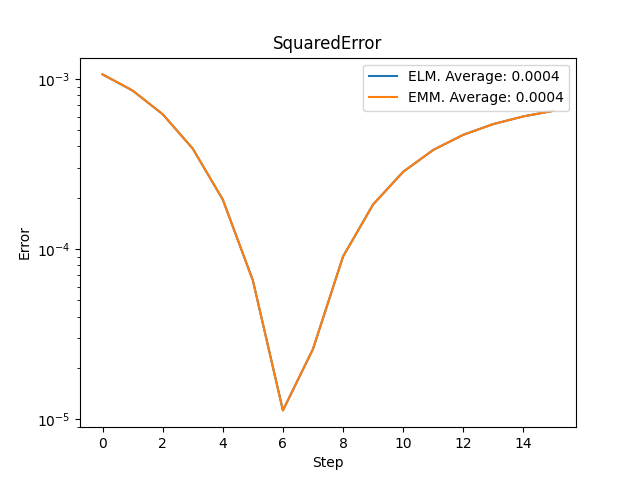 SquaredError
ELM. Average: 0.0004
EMM. Average: 0.0004
10⁻³
10⁻⁴
10⁻⁵
Error
0 2 4 6 8 10 12 14
Step